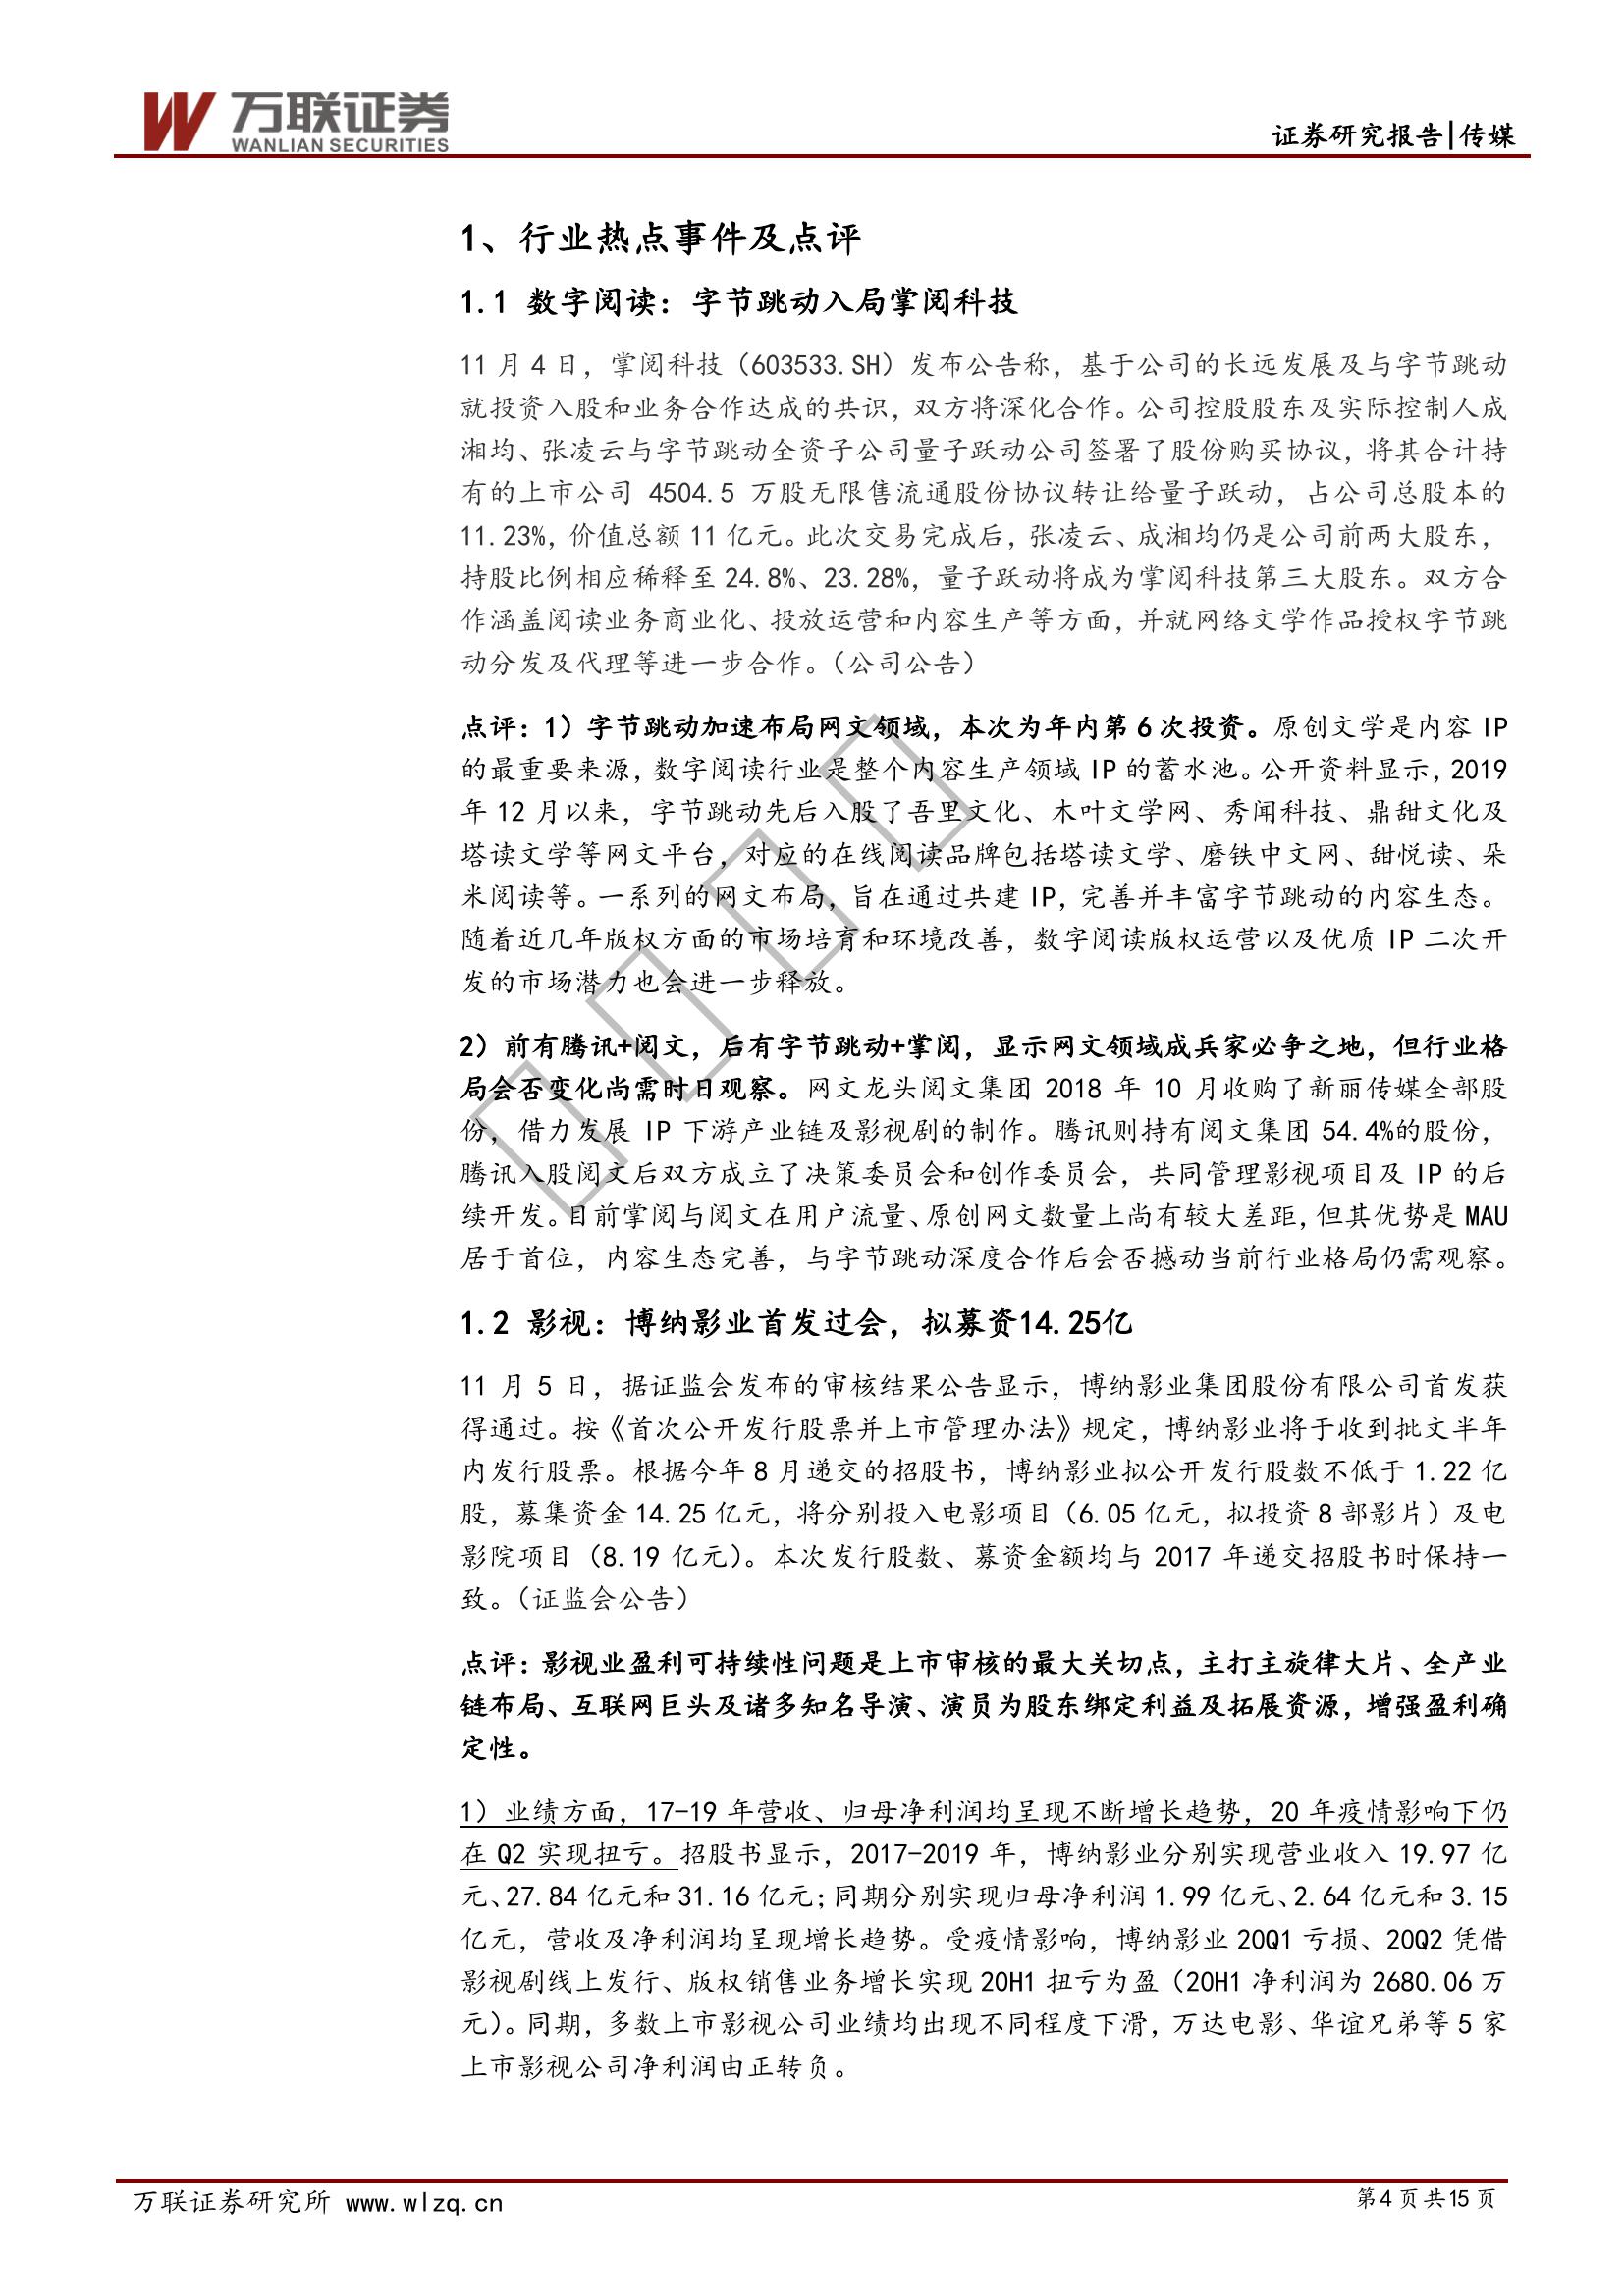 万联证券
WANLIAN SECURITIES
证券研究报告|传媒
1、行业热点事件及点评
1.1 数字阅读：字节跳动入局掌阅科技
11 月 4 日，掌阅科技（603533.SH）发布公告称，基于公司的长远发展及与字节跳动
就投资入股和业务合作达成的共识，双方将深化合作。公司控股股东及实际控制人成
湘均、张凌云与字节跳动全资子公司量子跃动公司签署了股份购买协议，将其合计持
有的上市公司 4504.5 万股无限售流通股份协议转让给量子跃动，占公司总股本的
11.23%，价值总额 11 亿元。此次交易完成后，张凌云、成湘均仍是公司前两大股东，
持股比例相应稀释至 24.8%、23.28%，量子跃动将成为掌阅科技第三大股东。双方合
作涵盖阅读业务商业化、投放运营和内容生产等方面，并就网络文学作品授权字节跳
动分发及代理等进一步合作。（公司公告）
点评：1）字节跳动加速布局网文领域，本次为年内第 6 次投资。原创文学是内容 IP
的最重要来源，数字阅读行业是整个内容生产领域 IP 的蓄水池。公开资料显示，2019
年 12 月以来，字节跳动先后入股了吾里文化、木叶文学网、秀闻科技、鼎甜文化及
塔读文学等网文平台，对应的在线阅读品牌包括塔读文学、磨铁中文网、甜悦读、朵
米阅读等。一系列的网文布局，旨在通过共建 IP，完善并丰富字节跳动的内容生态。
随着近几年版权方面的市场培育和环境改善，数字阅读版权运营以及优质 IP 二次开
发的市场潜力也会进一步释放。
2）前有腾讯+阅文，后有字节跳动+掌阅，显示网文领域成兵家必争之地，但行业格
局会否变化尚需时日观察。网文龙头阅文集团 2018 年 10 月收购了新丽传媒全部股
份，借力发展 IP 下游产业链及影视剧的制作。腾讯则持有阅文集团 54.4%的股份，
腾讯入股阅文后双方成立了决策委员会和创作委员会，共同管理影视项目及 IP 的后
续开发。目前掌阅与阅文在用户流量、原创网文数量上尚有较大差距，但其优势是 MAU
居于首位，内容生态完善，与字节跳动深度合作后会否撼动当前行业格局仍需观察。
1.2 影视：博纳影业首发过会，拟募资14.25亿
11 月 5 日，据证监会发布的审核结果公告显示，博纳影业集团股份有限公司首发获
得通过。按《首次公开发行股票并上市管理办法》规定，博纳影业将于收到批文半年
内发行股票。根据今年 8 月递交的招股书，博纳影业拟公开发行股数不低于 1.22 亿
股，募集资金 14.25 亿元，将分别投入电影项目（6.05 亿元，拟投资 8 部影片）及电
影院项目（8.19 亿元）。本次发行股数、募资金额均与 2017 年递交招股书时保持一
致。（证监会公告）
点评：影视业盈利可持续性问题是上市审核的最大关切点，主打主旋律大片、全产业
链布局、互联网巨头及诸多知名导演、演员为股东绑定利益及拓展资源，增强盈利确
定性。
1）业绩方面，17-19 年营收、归母净利润均呈现不断增长趋势，20 年疫情影响下仍
在 Q2 实现扭亏。招股书显示，2017-2019 年，博纳影业分别实现营业收入 19.97 亿
元、27.84 亿元和 31.16 亿元；同期分别实现归母净利润 1.99 亿元、2.64 亿元和 3.15
亿元，营收及净利润均呈现增长趋势。受疫情影响，博纳影业 20Q1 亏损、20Q2 凭借
影视剧线上发行、版权销售业务增长实现 20H1 扭亏为盈（20H1 净利润为 2680.06 万
元）。同期，多数上市影视公司业绩均出现不同程度下滑，万达电影、华谊兄弟等 5 家
上市影视公司净利润由正转负。
万联证券研究所 www.wlzq.cn
第 4 页 共 15 页